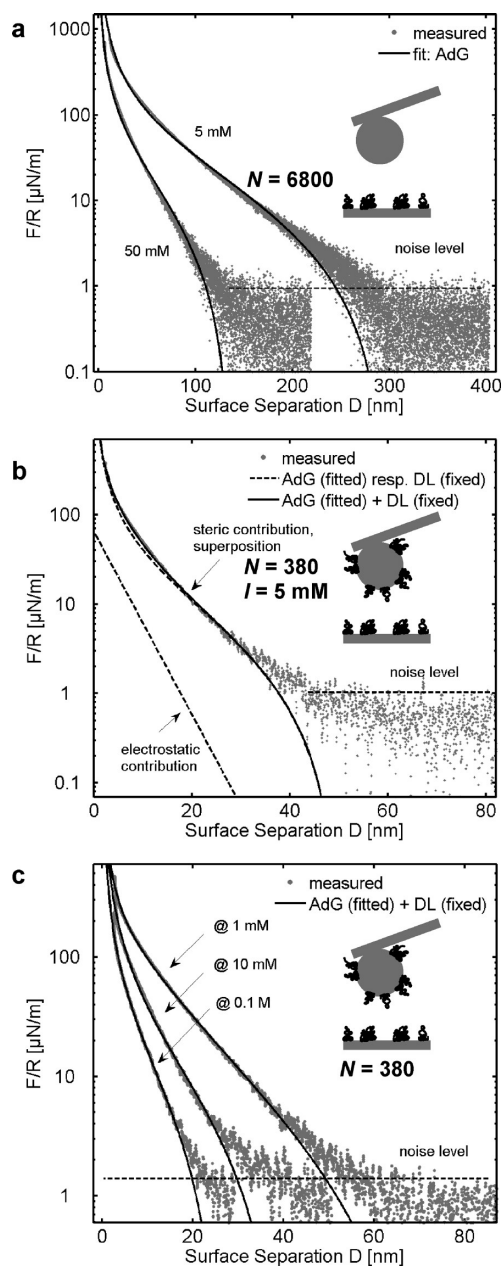 a
1000
100
10
1
0.1
F/R [µN/m]
measured
fit: AdG
5 mM
N = 6800
50 mM
noise level
0
100
200
300
400
Surface Separation D [nm]
b
100
10
1
0.1
F/R [µN/m]
measured
AdG (fitted) resp. DL (fixed)
AdG (fitted) + DL (fixed)
steric contribution,
superposition
N = 380
I = 5 mM
noise level
electrostatic
contribution
0
20
40
60
80
Surface Separation D [nm]
c
100
10
1
F/R [µN/m]
measured
AdG (fitted) + DL (fixed)
@ 1 mM
@ 10 mM
@ 0.1 M
N = 380
noise level
0
20
40
60
80
Surface Separation D [nm]